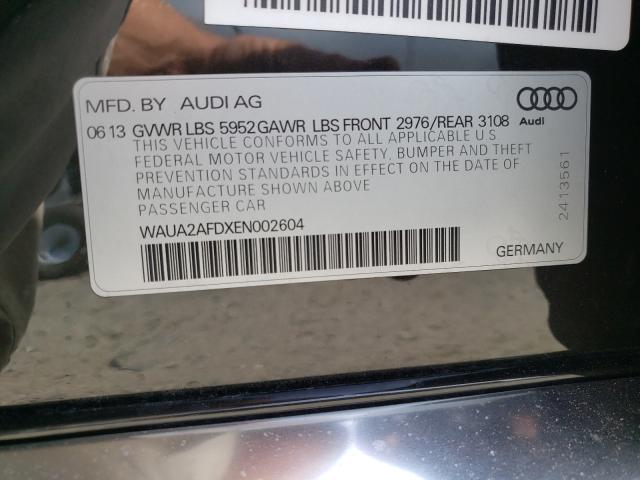 MFD. BY AUDI AG
06 13 GVWR LBS 5952 GAWR LBS FRONT 2976/REAR 3108
Audi
THIS VEHICLE CONFORMS TO ALL APPLICABLE U S
FEDERAL MOTOR VEHICLE SAFETY, BUMPER AND THEFT
PREVENTION STANDARDS IN EFFECT ON THE DATE OF
MANUFACTURE SHOWN ABOVE
PASSENGER CAR
WAUA2AFDXEN002604
GERMANY
2413561